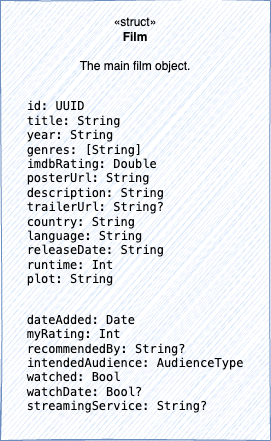 «struct»
Film
The main film object.
id: UUID
title: String
year: String
genres: [String]
imdbRating: Double
posterUrl: String
description: String
trailerUrl: String?
country: String
language: String
releaseDate: String
runtime: Int
plot: String
dateAdded: Date
myRating: Int
recommendedBy: String?
intendedAudience: AudienceType
watched: Bool
watchDate: Bool?
streamingService: String?